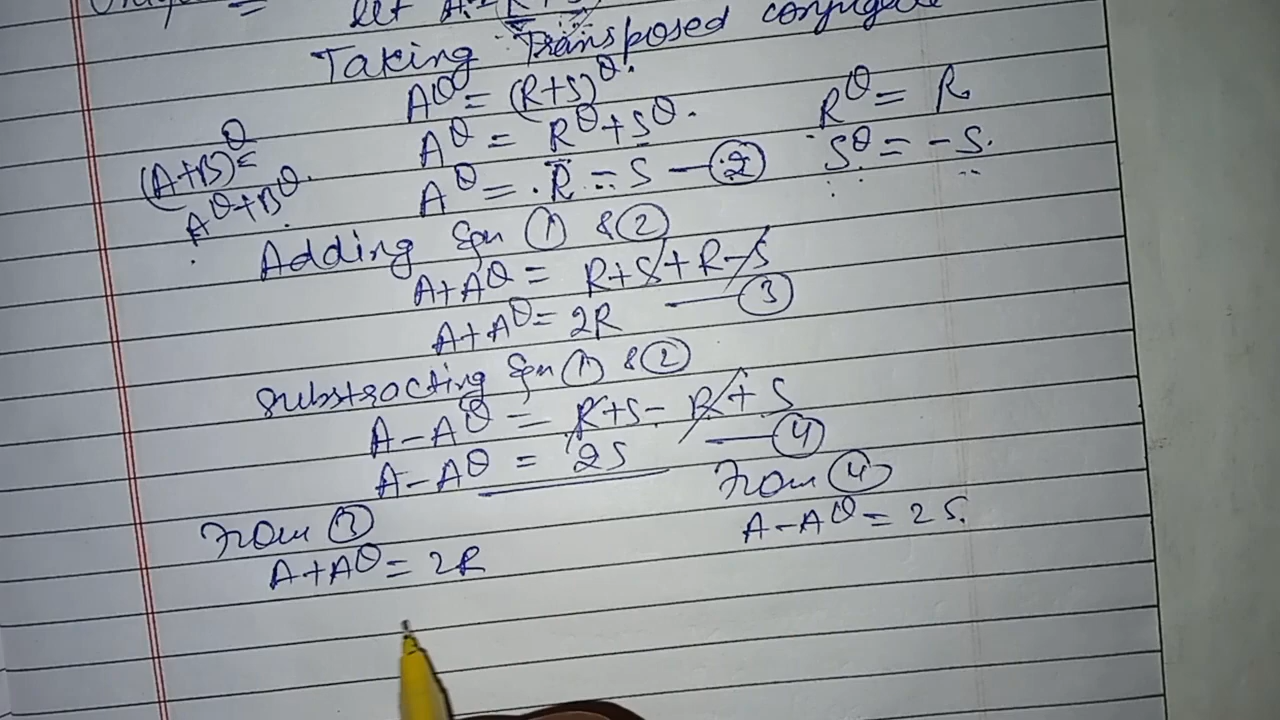 let A = R+S
Taking Transposed conjugate
A^θ = (R+S)^θ.
(A+B)^θ =
A^θ+B^θ.
A^θ = R^θ+S^θ.
A^θ = R - S — ②
R^θ = R
S^θ = -S.
Adding Eqn ① & ②
A+A^θ = R+S+R-S
A+A^θ = 2R — ③
Substracting Eqn ① & ②
A-A^θ = R+S - R+S
A-A^θ = 2S — ④
From ③
A+A^θ = 2R
From ④
A-A^θ = 2S.